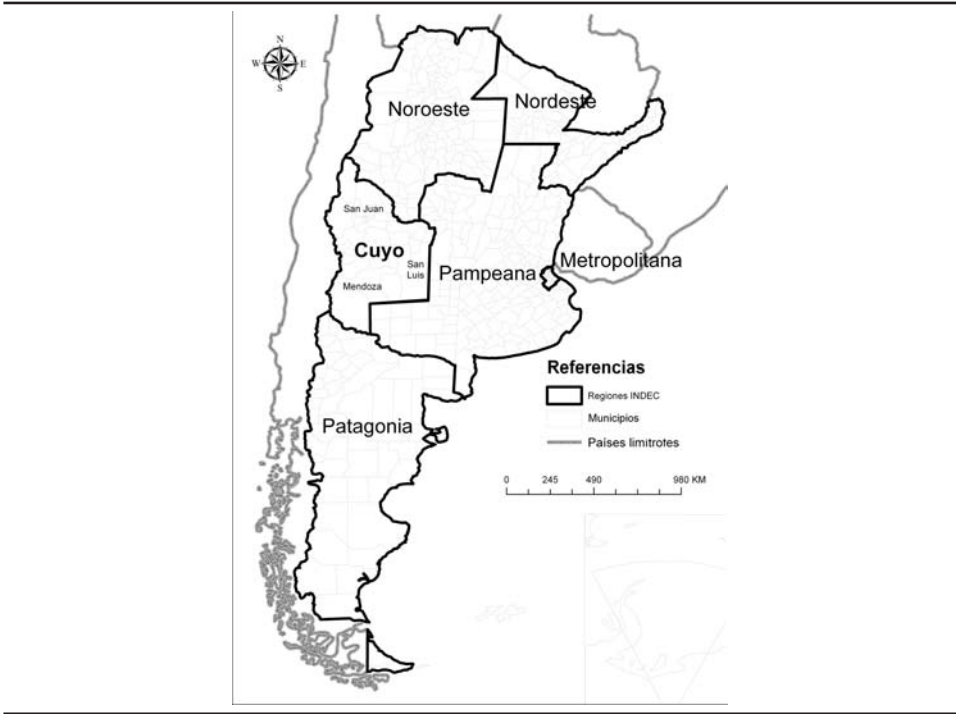 N
W E
S
Noroeste
Nordeste
San Juan
Cuyo
San
Luis
Mendoza
Pampeana
Metropolitana
Patagonia
Referencias
Regiones INDEC
Municipios
Países limitrofes
0 245 490 980 KM